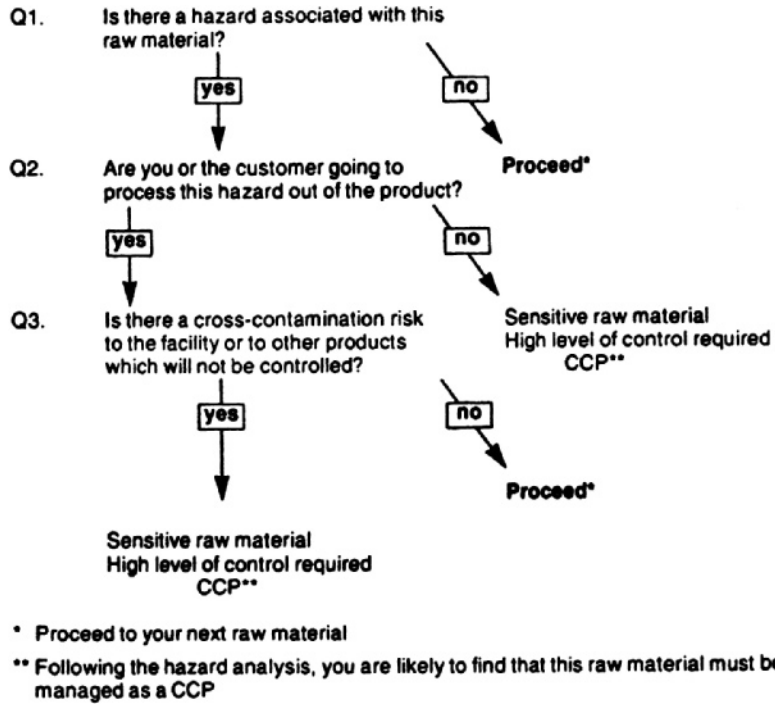 Q1. Is there a hazard associated with this
raw material?
yes
no
Proceed*
Q2. Are you or the customer going to
process this hazard out of the product?
yes
no
Q3. Is there a cross-contamination risk
to the facility or to other products
which will not be controlled?
Sensitive raw material
High level of control required
CCP**
yes
no
Proceed*
Sensitive raw material
High level of control required
CCP**
* Proceed to your next raw material
** Following the hazard analysis, you are likely to find that this raw material must be
managed as a CCP